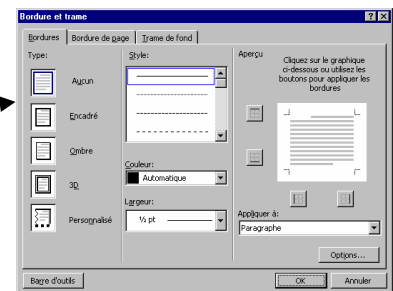 Bordure et trame
Bordures
Bordure de page
Trame de fond
Type:
Aucun
Encadré
Ombre
3D
Personnalisé
Style:
Couleur:
Automatique
Largeur:
½ pt
Aperçu
Cliquez sur le graphique
ci-dessous ou utilisez les
boutons pour appliquer les
bordures
Appliquer à:
Paragraphe
Options...
Barre d'outils
OK
Annuler